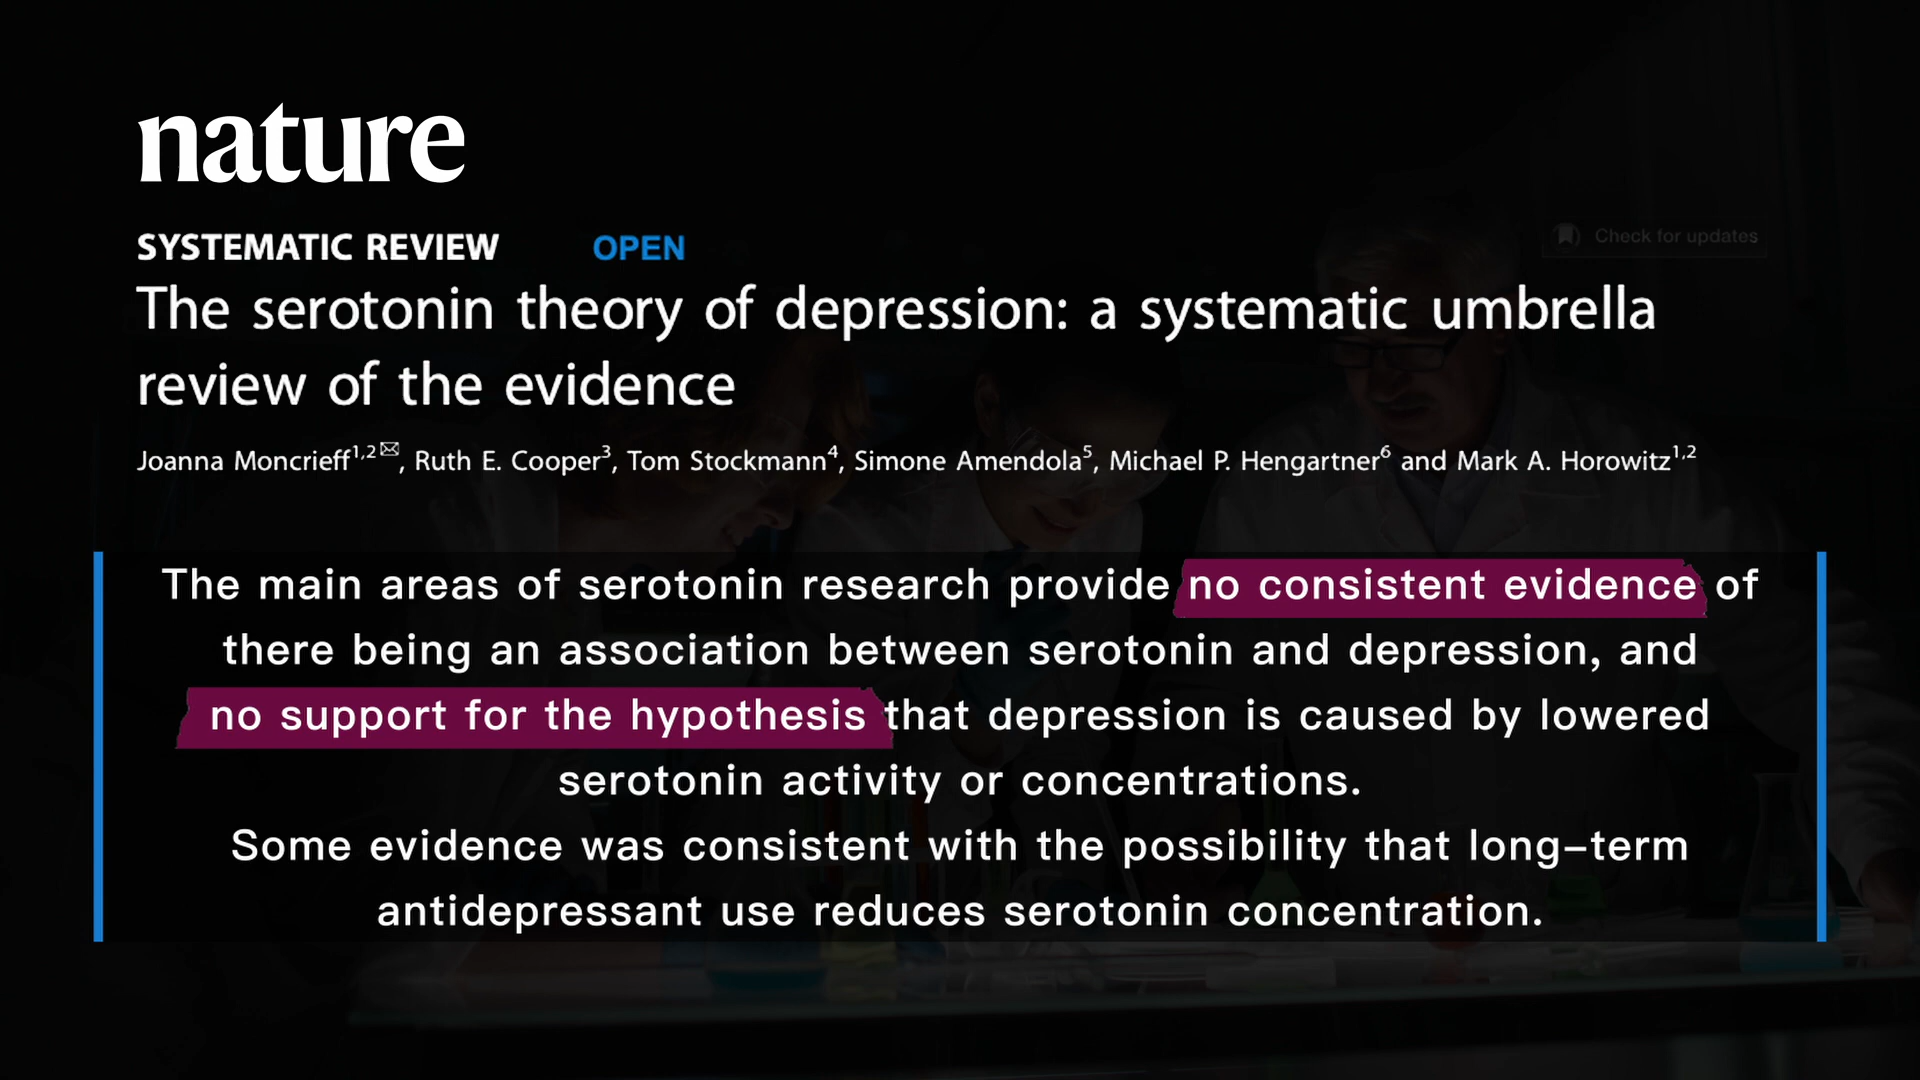 nature
SYSTEMATIC REVIEW OPEN
Check for updates
The serotonin theory of depression: a systematic umbrella
review of the evidence
Joanna Moncrieff1,2✉, Ruth E. Cooper3, Tom Stockmann4, Simone Amendola5, Michael P. Hengartner6 and Mark A. Horowitz1,2
The main areas of serotonin research provide no consistent evidence of
there being an association between serotonin and depression, and
no support for the hypothesis that depression is caused by lowered
serotonin activity or concentrations.
Some evidence was consistent with the possibility that long–term
antidepressant use reduces serotonin concentration.